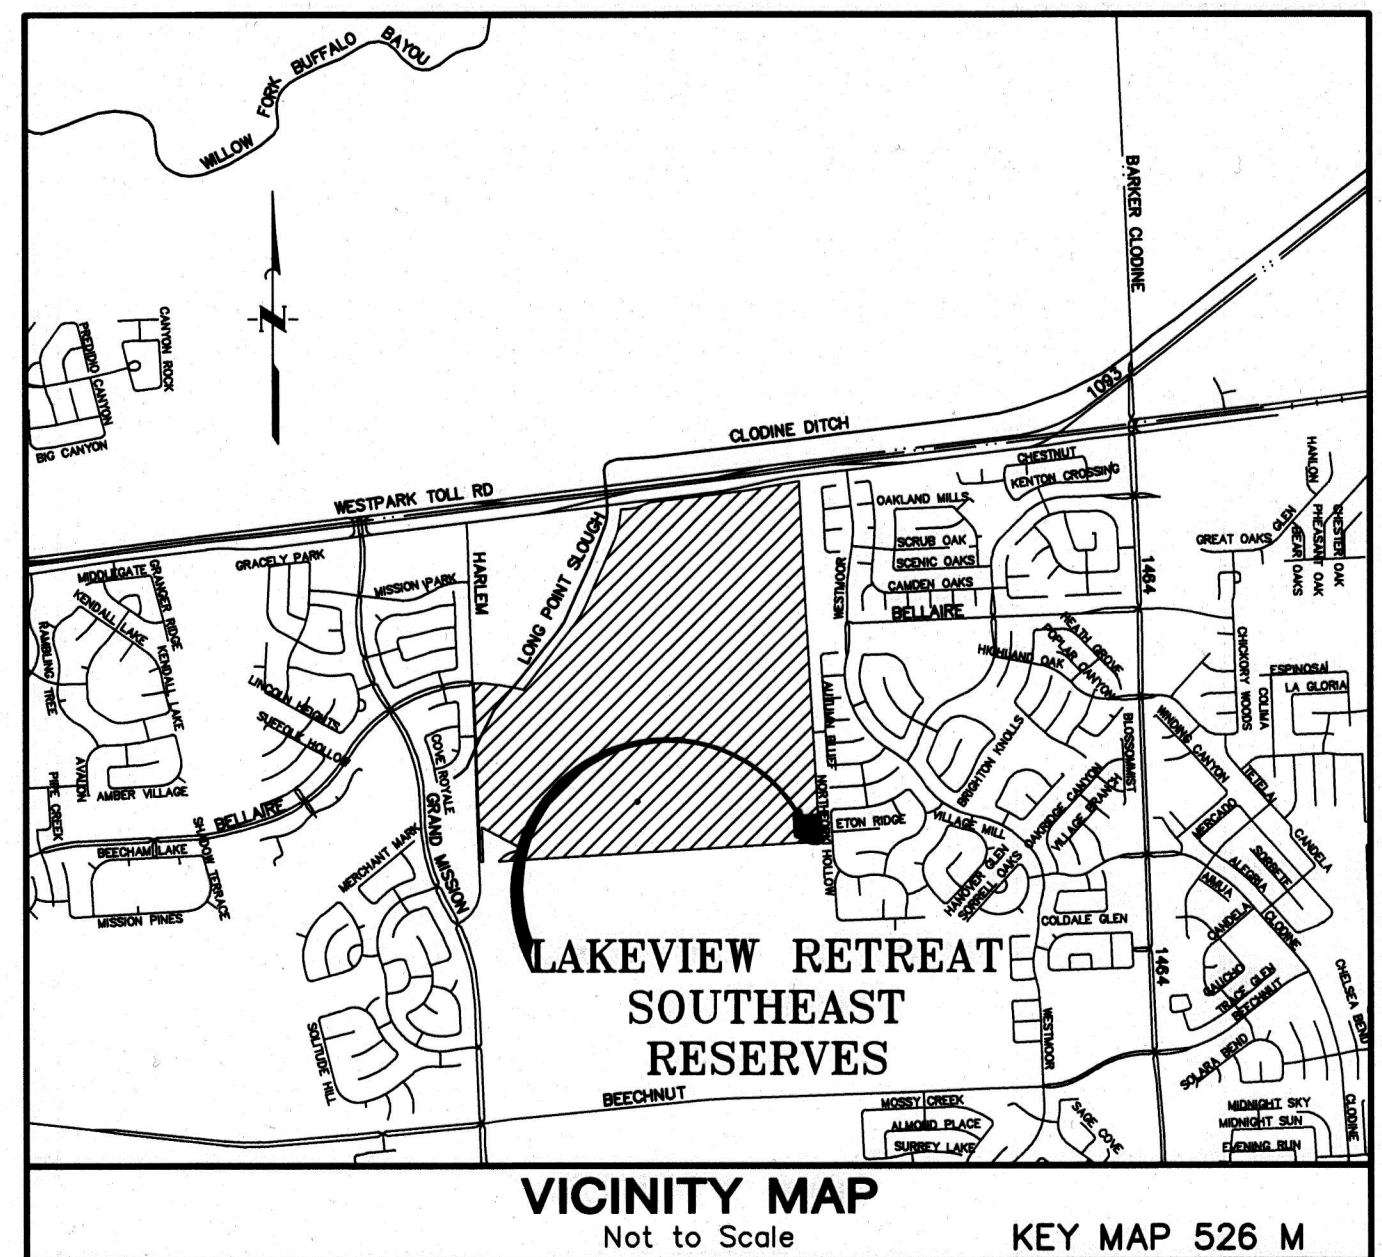 WILLOW FORK BUFFALO BAYOU
BARKER CLODINE
N
CANYON ROCK
PREDIDIO CANYON
BIG CANYON
1093
CLODINE DITCH
WESTPARK TOLL RD
CHESTNUT
KENTON CROSSING
HANLON
OAKLAND MILLS
GREAT OAKS GLEN
BEAR OAKS
PHEASANT OAK
CHESTER OAK
SCRUB OAK
SCENIC OAKS
CAMDEN OAKS
WESTMOOR
BELLAIRE
1464
LONG POINT SLOUGH
HARLEM
GRACELY PARK
MISSION PARK
MIDDLEGATE
GRANGER RIDGE
KENDALL LAKE
KENDALL LAKE
RAMBLING TREE
HEATH GROVE
POPLAR CANYON
HIGHLAND OAK
CHICKORY WOODS
COLIMA
ESPINOSA
LA GLORIA
LINCOLN HEIGHTS
SUFFOLK HOLLOW
AUTUMN BLUFF
BRIGHTON KNOLLS
BLOSSOMMIST
WINDING CANYON
TETELA
COVE ROYALE
GRAND MISSION
AVALON
AMBER VILLAGE
PIPE CREEK
BELLAIRE
NORTHFORK HOLLOW
ETON RIDGE
VILLAGE MILL
OAKRIDGE CANYON
VILLAGE BRANCH
MERCADO
SORRETE
CANDELA
ALEGRIA
BEECHAM LAKE
SHADOW TERRACE
MERCHANT MARK
HANOVER GLEN
SORRELL OAKS
MISSION PINES
COLDALE GLEN
CANDELA
CLODINE
LAKEVIEW RETREAT
SOUTHEAST
RESERVES
1464
GAUCHO
TRACE GLEN
BEECHNUT
CHELSEA BEND
WESTMOOR
SOLITUDE HILL
SOLARA BEND
BEECHNUT
MOSSY CREEK
ALMOND PLACE
SURREY LAKE
SAGE COVE
MIDNIGHT SKY
MIDNIGHT SUN
EVENING RUN
CLODINE
VICINITY MAP
Not to Scale
KEY MAP 526 M